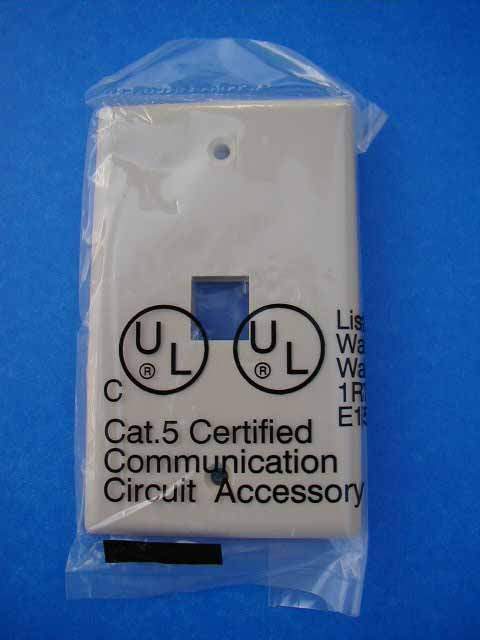 UL ® UL ®
C
Cat.5 Certified
Communication
Circuit Accessory